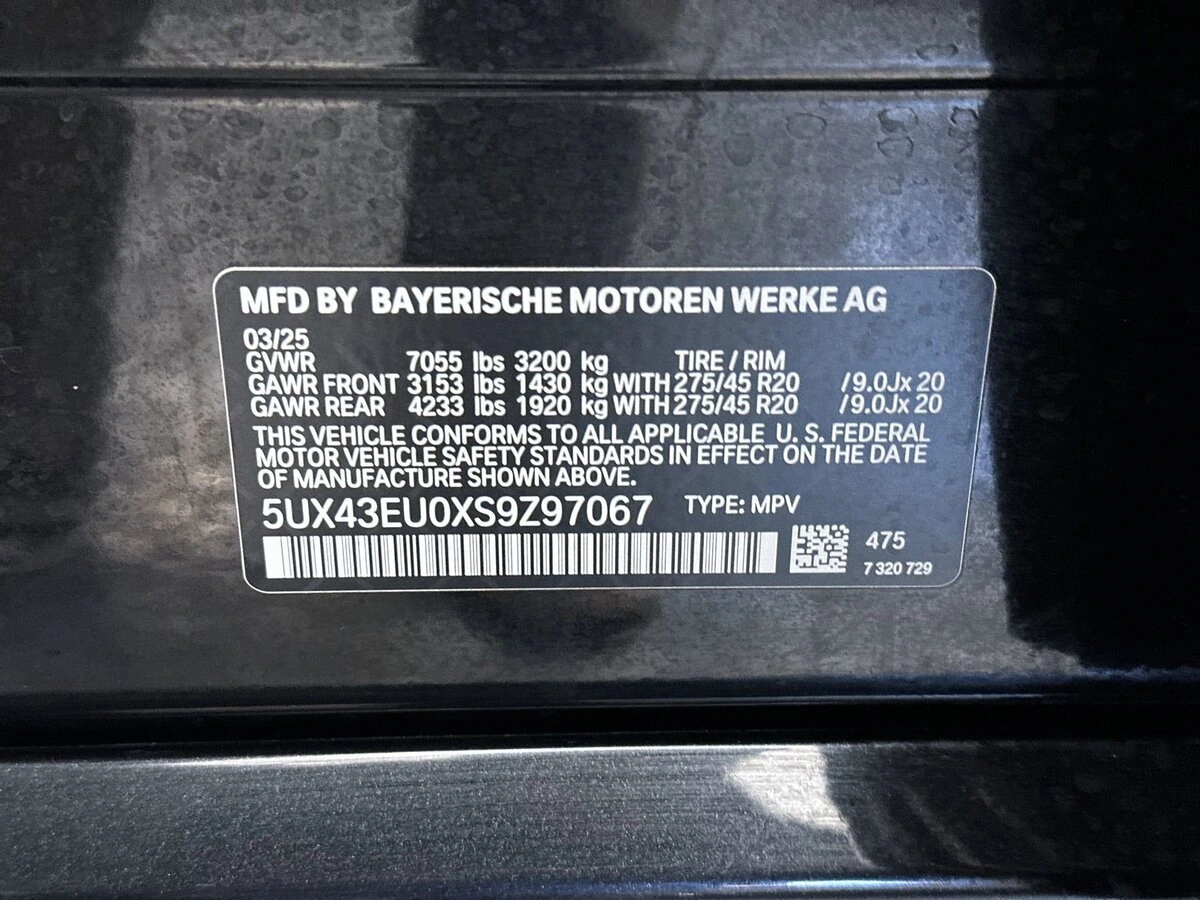 MFD BY BAYERISCHE MOTOREN WERKE AG
03/25
GVWR 7055 lbs 3200 kg TIRE / RIM
GAWR FRONT 3153 lbs 1430 kg WITH 275/45 R20 / 9.0Jx 20
GAWR REAR 4233 lbs 1920 kg WITH 275/45 R20 / 9.0Jx 20
THIS VEHICLE CONFORMS TO ALL APPLICABLE U. S. FEDERAL
MOTOR VEHICLE SAFETY STANDARDS IN EFFECT ON THE DATE
OF MANUFACTURE SHOWN ABOVE.
5UX43EU0XS9Z97067 TYPE: MPV
475
7 320 729